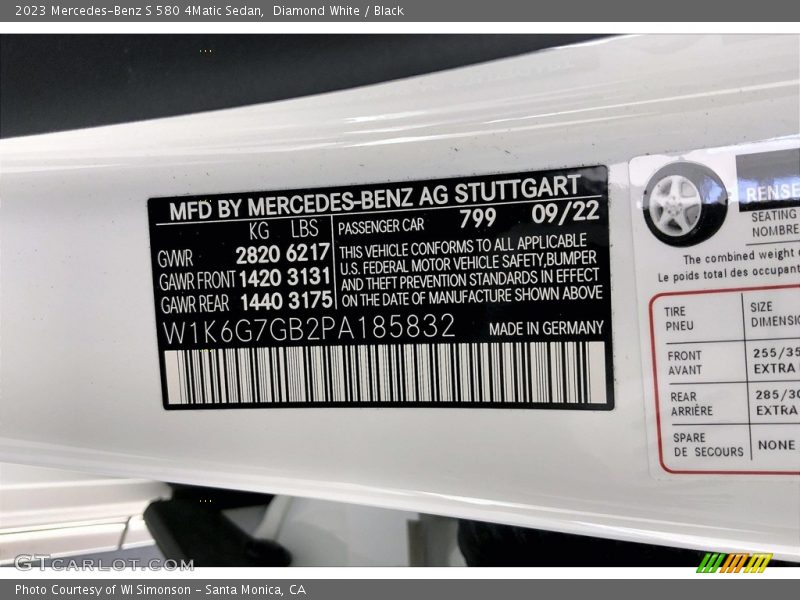 2023 Mercedes-Benz S 580 4Matic Sedan,  Diamond White / Black
MFD BY MERCEDES-BENZ AG STUTTGART
KG LBS
GVWR 2820 6217
GAWR FRONT 1420 3131
GAWR REAR 1440 3175
PASSENGER CAR 799 09/22
THIS VEHICLE CONFORMS TO ALL APPLICABLE
U.S. FEDERAL MOTOR VEHICLE SAFETY,BUMPER
AND THEFT PREVENTION STANDARDS IN EFFECT
ON THE DATE OF MANUFACTURE SHOWN ABOVE
W1K6G7GB2PA185832 MADE IN GERMANY
RENSE
SEATING
NOMBRE
The combined weight
Le poids total des occupant
TIRE SIZE
PNEU DIMENSI
FRONT 255/35
AVANT EXTRA
REAR 285/30
ARRIÈRE EXTRA
SPARE NONE
DE SECOURS
GTCARLOT.COM
Photo Courtesy of WI Simonson - Santa Monica, CA